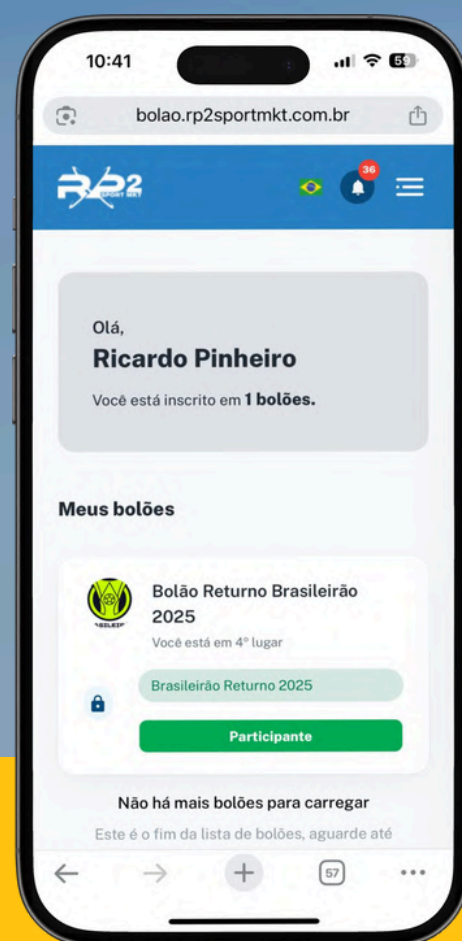 10:41
59
bolao.rp2sportmkt.com.br
RP2
SPORT MKT
36
Olá,
Ricardo Pinheiro
Você está inscrito em 1 bolões.
Meus bolões
Bolão Returno Brasileirão
2025
Você está em 4º lugar
Brasileirão Returno 2025
Participante
Não há mais bolões para carregar
Este é o fim da lista de bolões, aguarde até
57